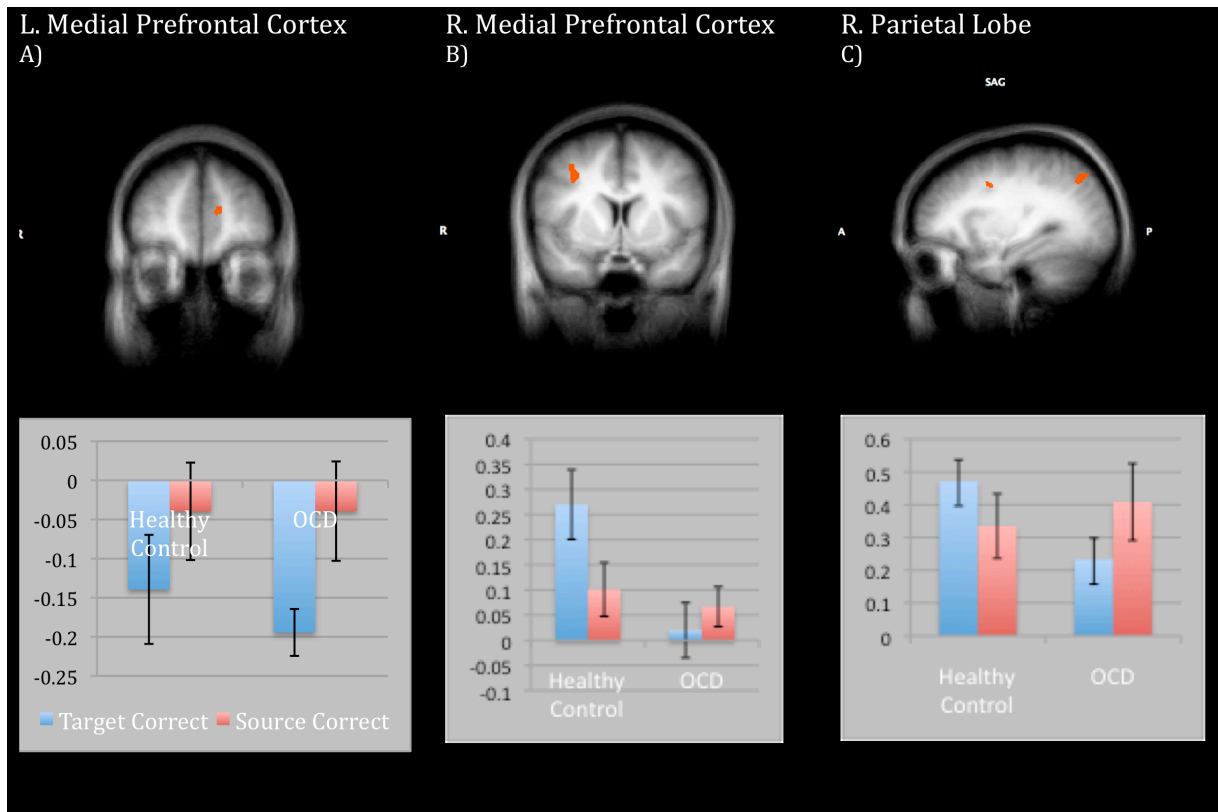 L. Medial Prefrontal Cortex
A)
R. Medial Prefrontal Cortex
B)
R. Parietal Lobe
C)
R
R
SAG
A
P
0.05
0
-0.05
-0.1
-0.15
-0.2
-0.25
Healthy
Control
OCD
Target Correct
Source Correct
0.4
0.35
0.3
0.25
0.2
0.15
0.1
0.05
0
-0.05
-0.1
Healthy
Control
OCD
0.6
0.5
0.4
0.3
0.2
0.1
0
Healthy
Control
OCD